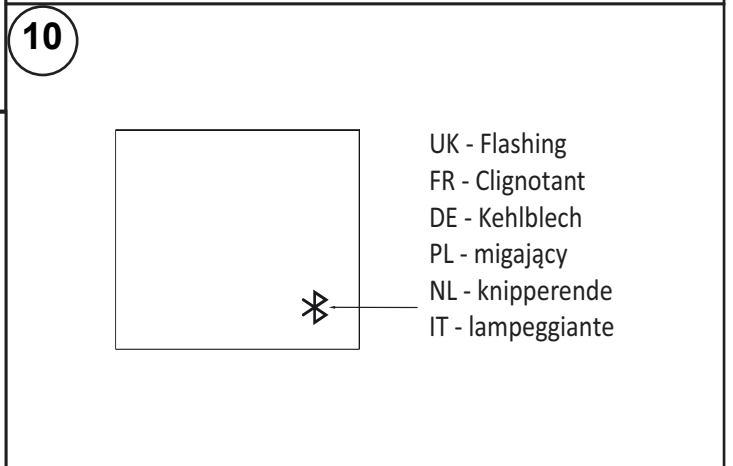 10
UK - Flashing
FR - Clignotant
DE - Kehlblech
PL - migający
NL - knipperende
IT - lampeggiante